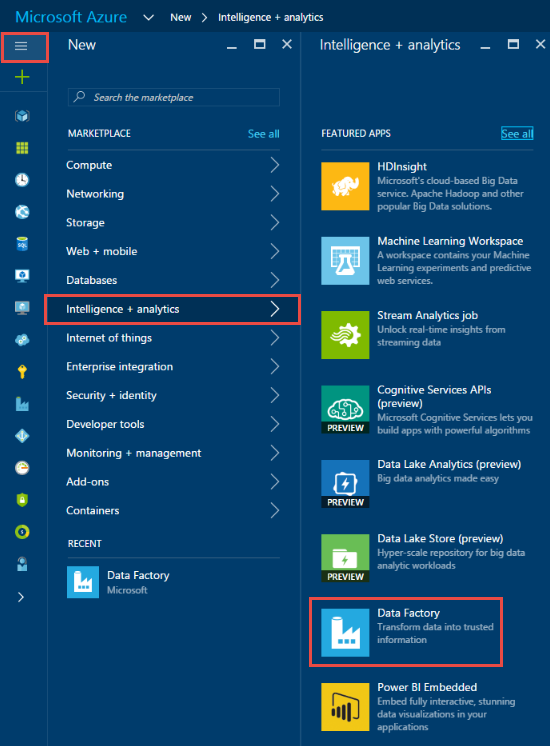 Microsoft Azure New > Intelligence + analytics
New
Search the marketplace
MARKETPLACE See all
Compute
Networking
Storage
Web + mobile
Databases
Intelligence + analytics
Internet of things
Enterprise integration
Security + identity
Developer tools
Monitoring + management
Add-ons
Containers
RECENT
Data Factory
Microsoft
Intelligence + analytics
FEATURED APPS See all
HDInsight
Microsoft's cloud-based Big Data
service. Apache Hadoop and other
popular Big Data solutions.
Machine Learning Workspace
A workspace contains your Machine
Learning experiments and predictive
web services.
Stream Analytics job
Unlock real-time insights from
streaming data
Cognitive Services APIs
(preview)
Microsoft Cognitive Services lets you
build apps with powerful algorithms
PREVIEW
Data Lake Analytics (preview)
Big data analytics made easy
PREVIEW
Data Lake Store (preview)
Hyper-scale repository for big data
analytic workloads
PREVIEW
Data Factory
Transform data into trusted
information
Power BI Embedded
Embed fully interactive, stunning
data visualizations in your
applications
SQL